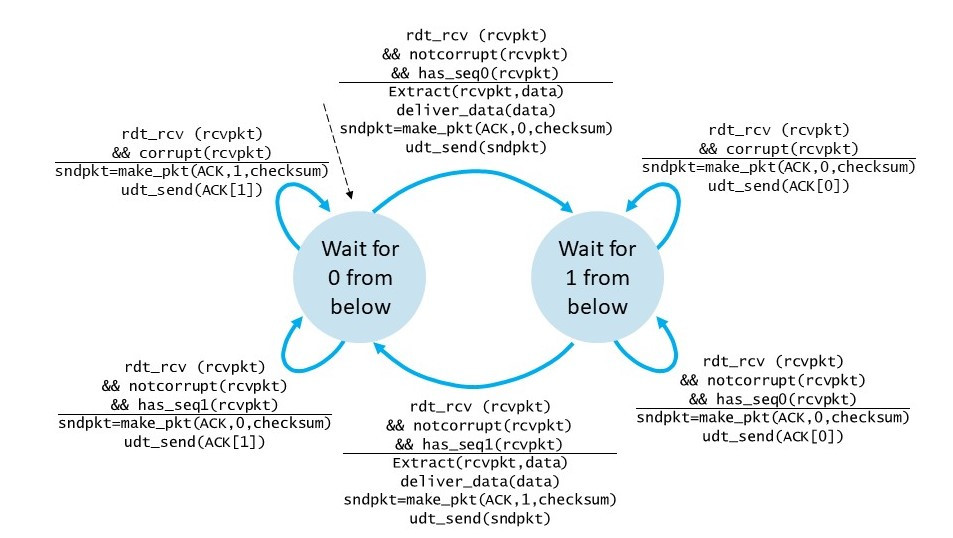 rdt_rcv (rcvpkt)
&& notcorrupt(rcvpkt)
&& has_seq0(rcvpkt)
Extract(rcvpkt,data)
deliver_data(data)
sndpkt=make_pkt(ACK,0,checksum)
udt_send(sndpkt)
rdt_rcv (rcvpkt)
&& corrupt(rcvpkt)
sndpkt=make_pkt(ACK,1,checksum)
udt_send(ACK[1])
rdt_rcv (rcvpkt)
&& corrupt(rcvpkt)
sndpkt=make_pkt(ACK,0,checksum)
udt_send(ACK[0])
Wait for
0 from
below
Wait for
1 from
below
rdt_rcv (rcvpkt)
&& notcorrupt(rcvpkt)
&& has_seq1(rcvpkt)
sndpkt=make_pkt(ACK,0,checksum)
udt_send(ACK[1])
rdt_rcv (rcvpkt)
&& notcorrupt(rcvpkt)
&& has_seq1(rcvpkt)
Extract(rcvpkt,data)
deliver_data(data)
sndpkt=make_pkt(ACK,1,checksum)
udt_send(sndpkt)
rdt_rcv (rcvpkt)
&& notcorrupt(rcvpkt)
&& has_seq0(rcvpkt)
sndpkt=make_pkt(ACK,0,checksum)
udt_send(ACK[0])